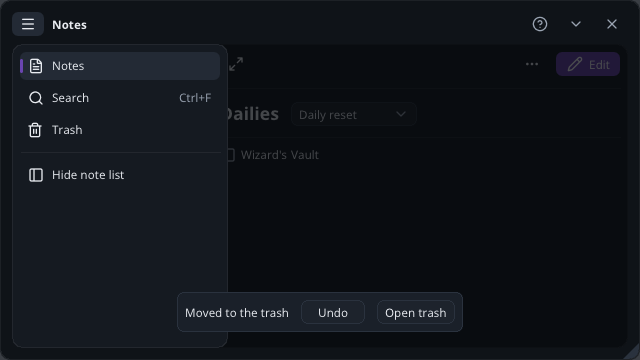 Notes
Notes
Search Ctrl+F
Trash
Hide note list
Edit
Dailies Daily reset
Wizard's Vault
Moved to the trash Undo Open trash